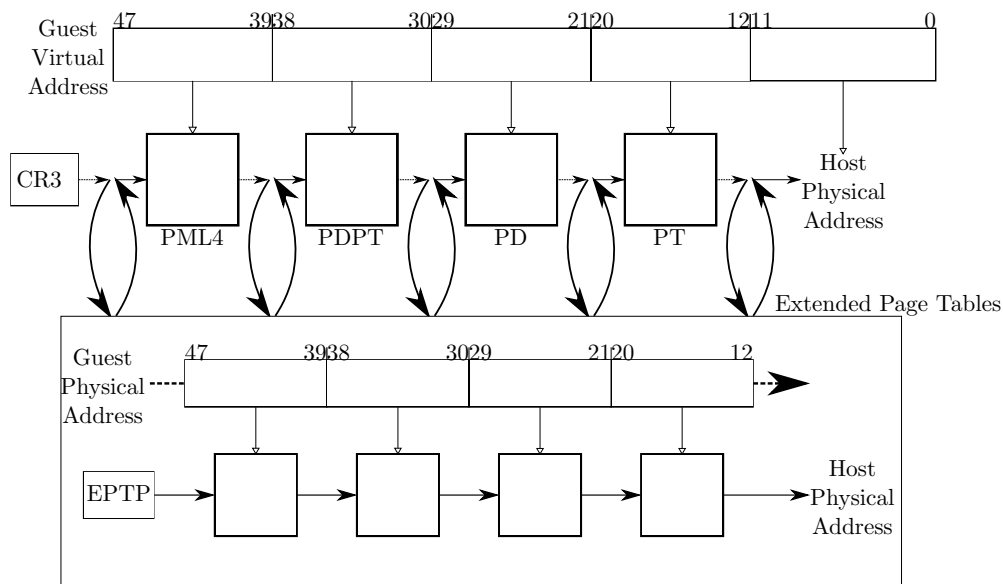 47 3938 3029 2120 1211 0
Guest
Virtual
Address
CR3
Host
Physical
Address
PML4 PDPT PD PT
Extended Page Tables
47 3938 3029 2120 12
Guest
Physical
Address
EPTP
Host
Physical
Address